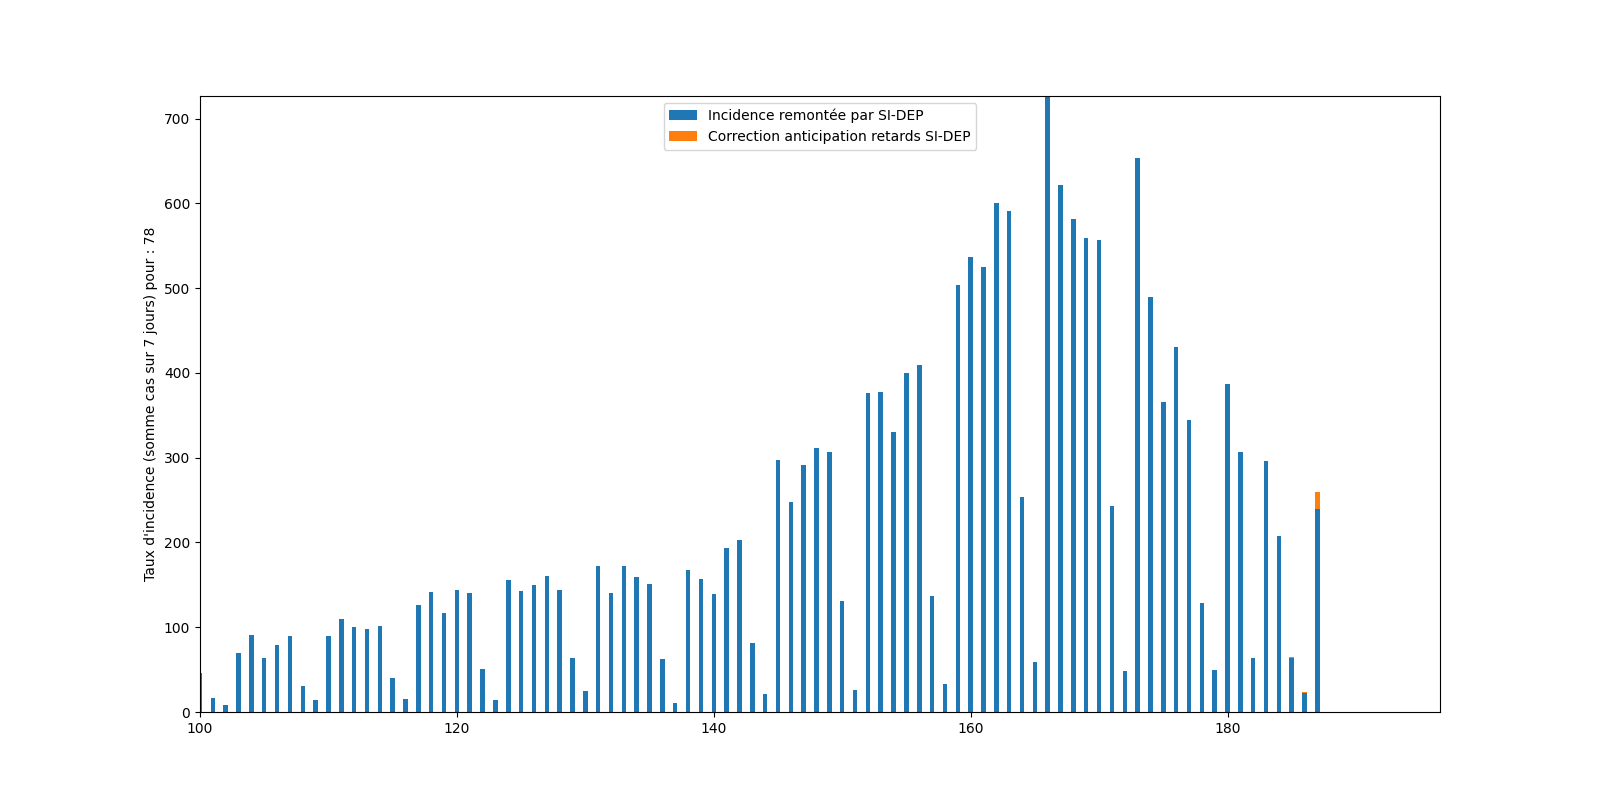 Incidence remontée par SI-DEP
Correction anticipation retards SI-DEP
Taux d'incidence (somme cas sur 7 jours) pour : 78
700
600
500
400
300
200
100
0
100 120 140 160 180